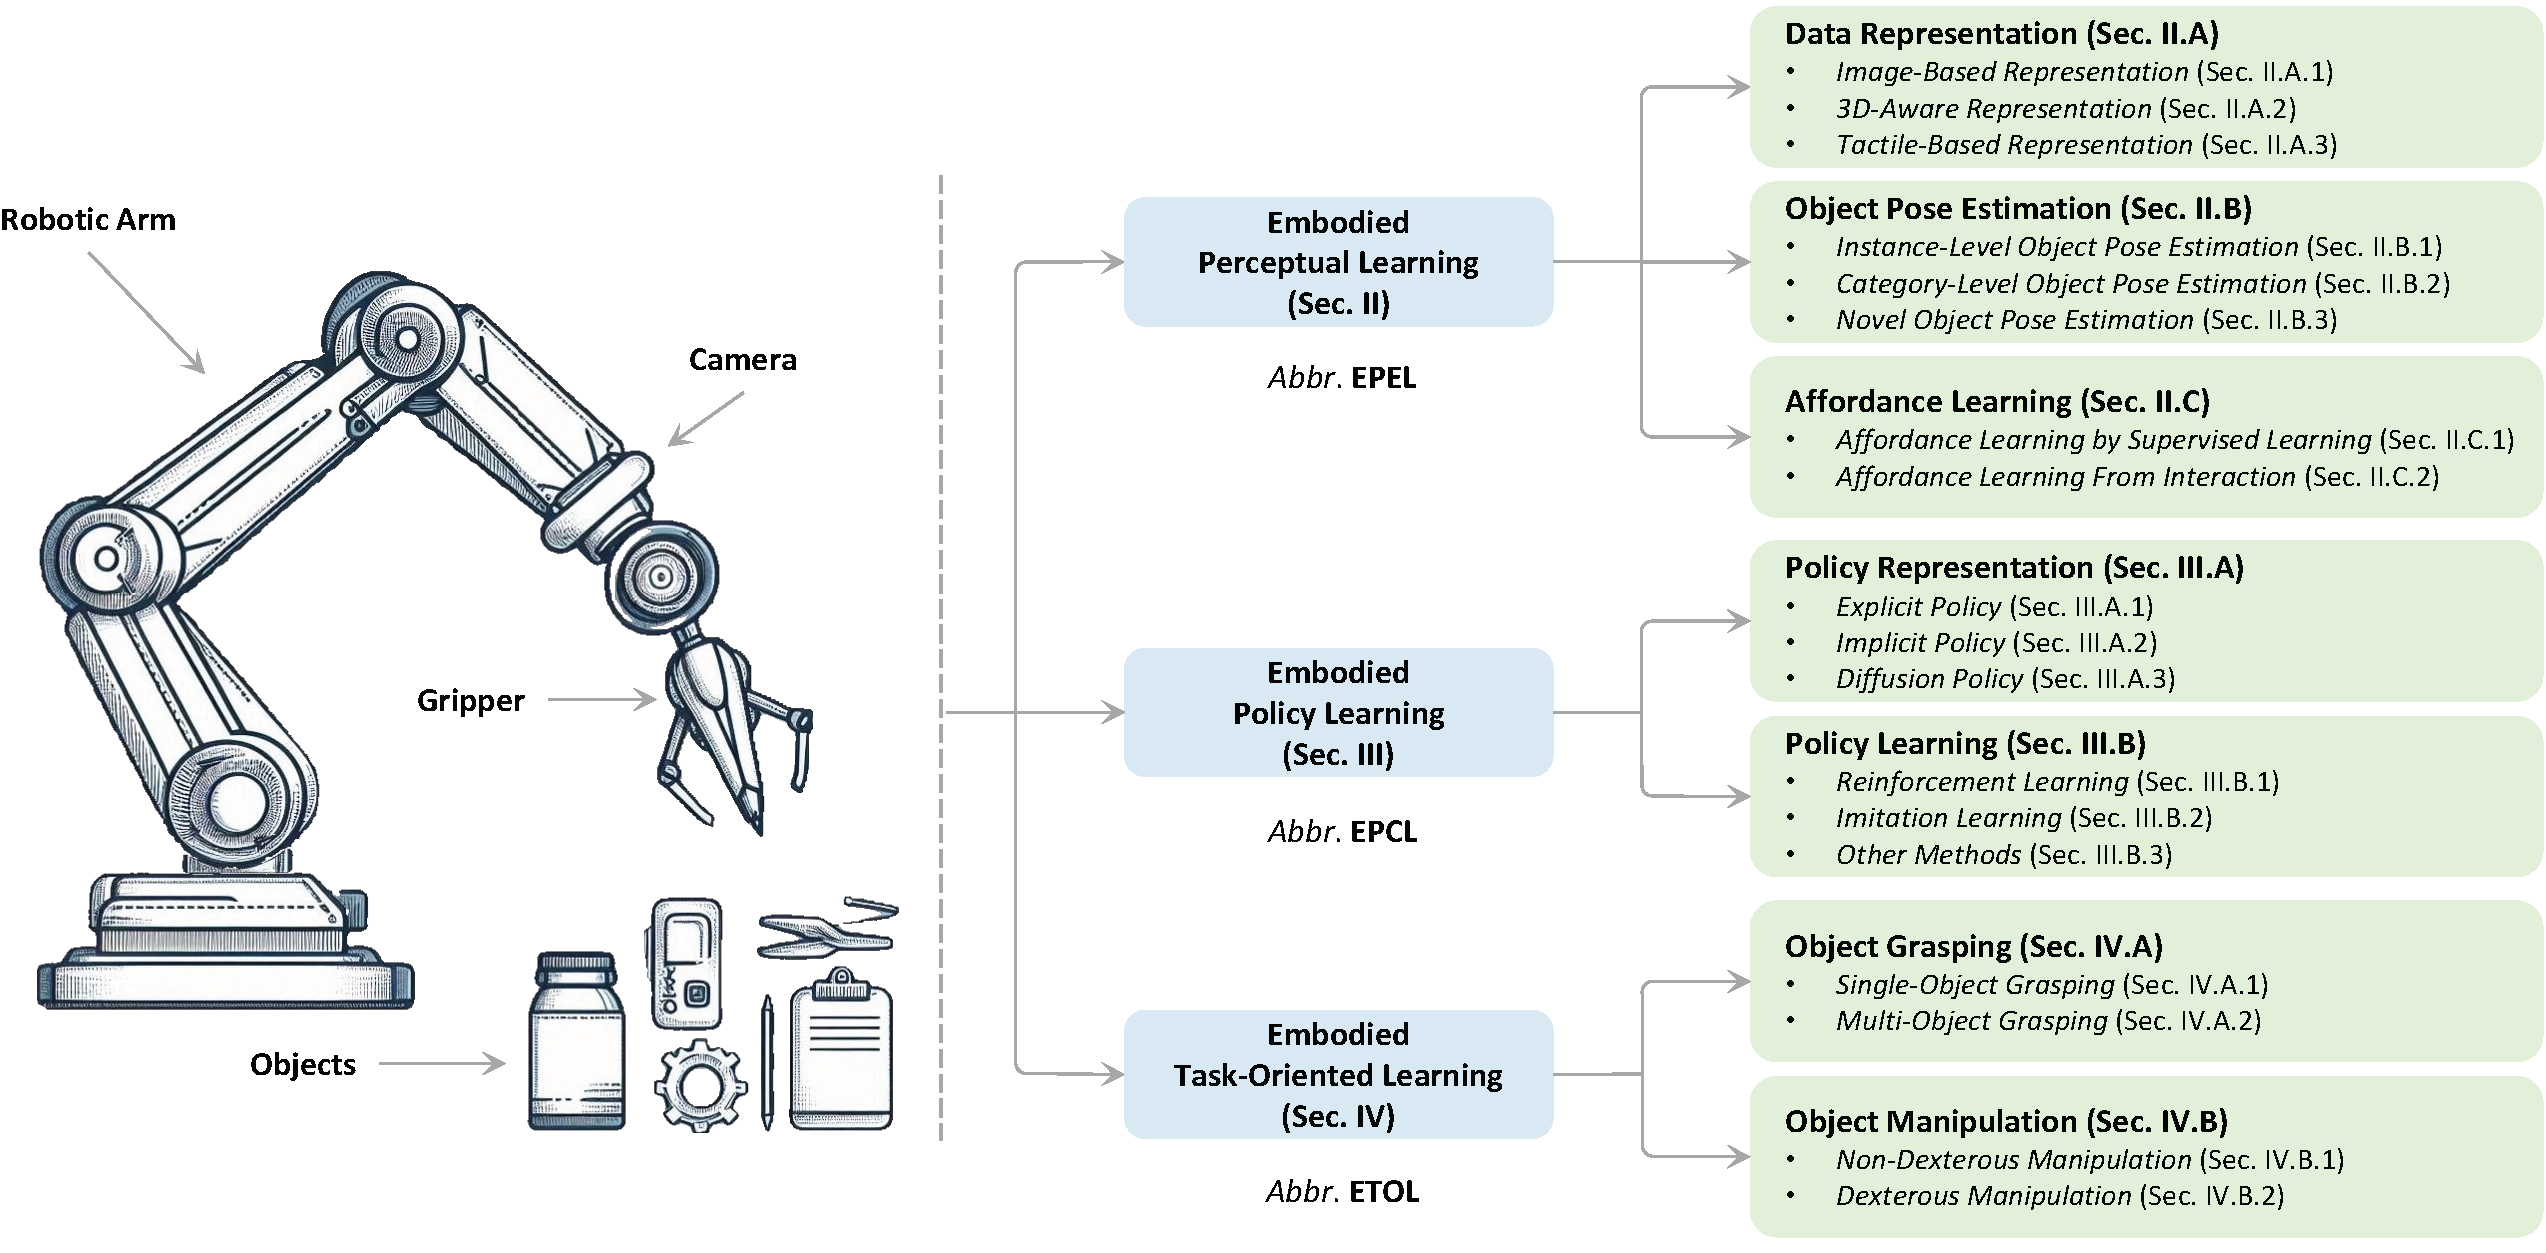 Robotic Arm
Camera
Gripper
Objects
Embodied
Perceptual Learning
(Sec. II)
Abbr. EPEL
Embodied
Policy Learning
(Sec. III)
Abbr. EPCL
Embodied
Task-Oriented Learning
(Sec. IV)
Abbr. ETOL
Data Representation (Sec. II.A)
• Image-Based Representation (Sec. II.A.1)
• 3D-Aware Representation (Sec. II.A.2)
• Tactile-Based Representation (Sec. II.A.3)
Object Pose Estimation (Sec. II.B)
• Instance-Level Object Pose Estimation (Sec. II.B.1)
• Category-Level Object Pose Estimation (Sec. II.B.2)
• Novel Object Pose Estimation (Sec. II.B.3)
Affordance Learning (Sec. II.C)
• Affordance Learning by Supervised Learning (Sec. II.C.1)
• Affordance Learning From Interaction (Sec. II.C.2)
Policy Representation (Sec. III.A)
• Explicit Policy (Sec. III.A.1)
• Implicit Policy (Sec. III.A.2)
• Diffusion Policy (Sec. III.A.3)
Policy Learning (Sec. III.B)
• Reinforcement Learning (Sec. III.B.1)
• Imitation Learning (Sec. III.B.2)
• Other Methods (Sec. III.B.3)
Object Grasping (Sec. IV.A)
• Single-Object Grasping (Sec. IV.A.1)
• Multi-Object Grasping (Sec. IV.A.2)
Object Manipulation (Sec. IV.B)
• Non-Dexterous Manipulation (Sec. IV.B.1)
• Dexterous Manipulation (Sec. IV.B.2)